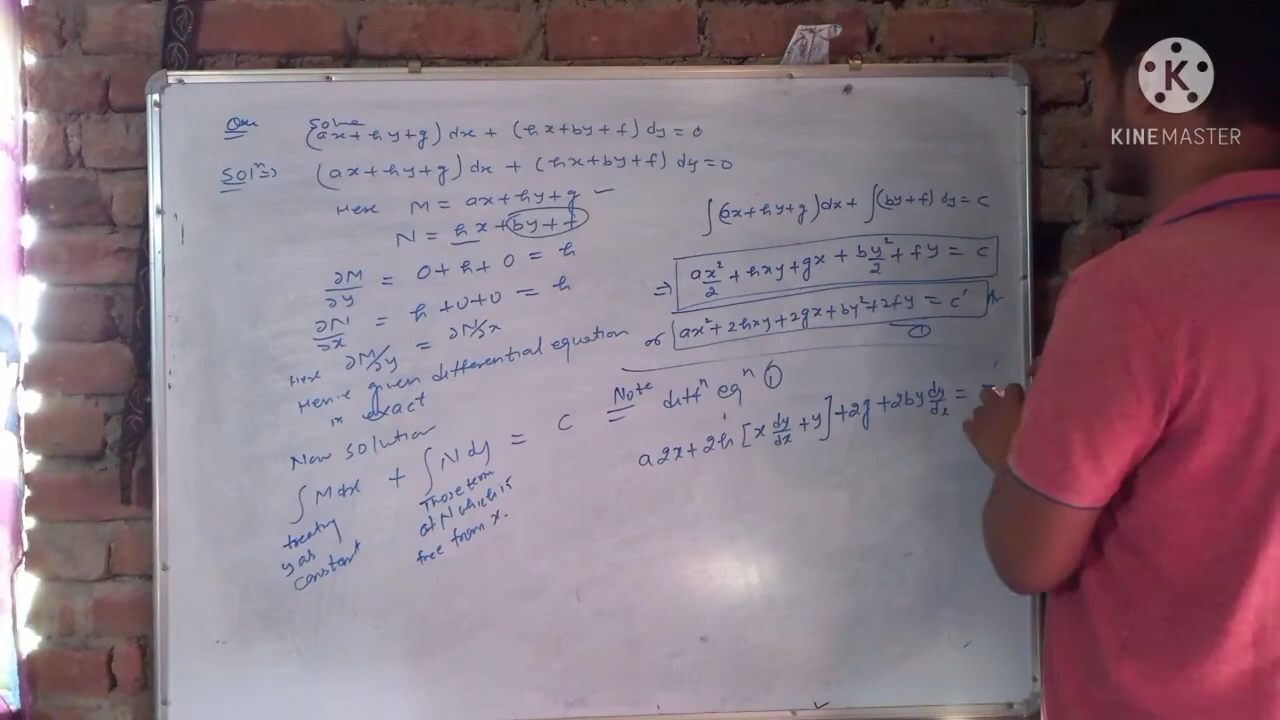 Que Solve
(ax+hy+g) dx + (hx+by+f) dy = 0
Solⁿ⇒ (ax+hy+g) dx + (hx+by+f) dy = 0
Here M = ax+hy+g ✓
N = hx+by+f
∂M/∂y = 0+h+0 = h
∂N/∂x = h+0+0 = h
Here ∂M/∂y = ∂N/∂x
Hence given differential equation
is exact
Now solution
∫ M dx + ∫ N dy = C
treating
y as
constant
Those term
of N which is
free from x.
∫(ax+hy+g) dx + ∫(by+f) dy = C
⇒ ax²/2 + hxy + gx + by²/2 + fy = C
or ax²+2hxy+2gx+by²+2fy = C'
①
Note diffⁿ eqⁿ ①
a2x+2h[x dy/dx + y]+2g+2by dy/dx =
K
KINEMASTER